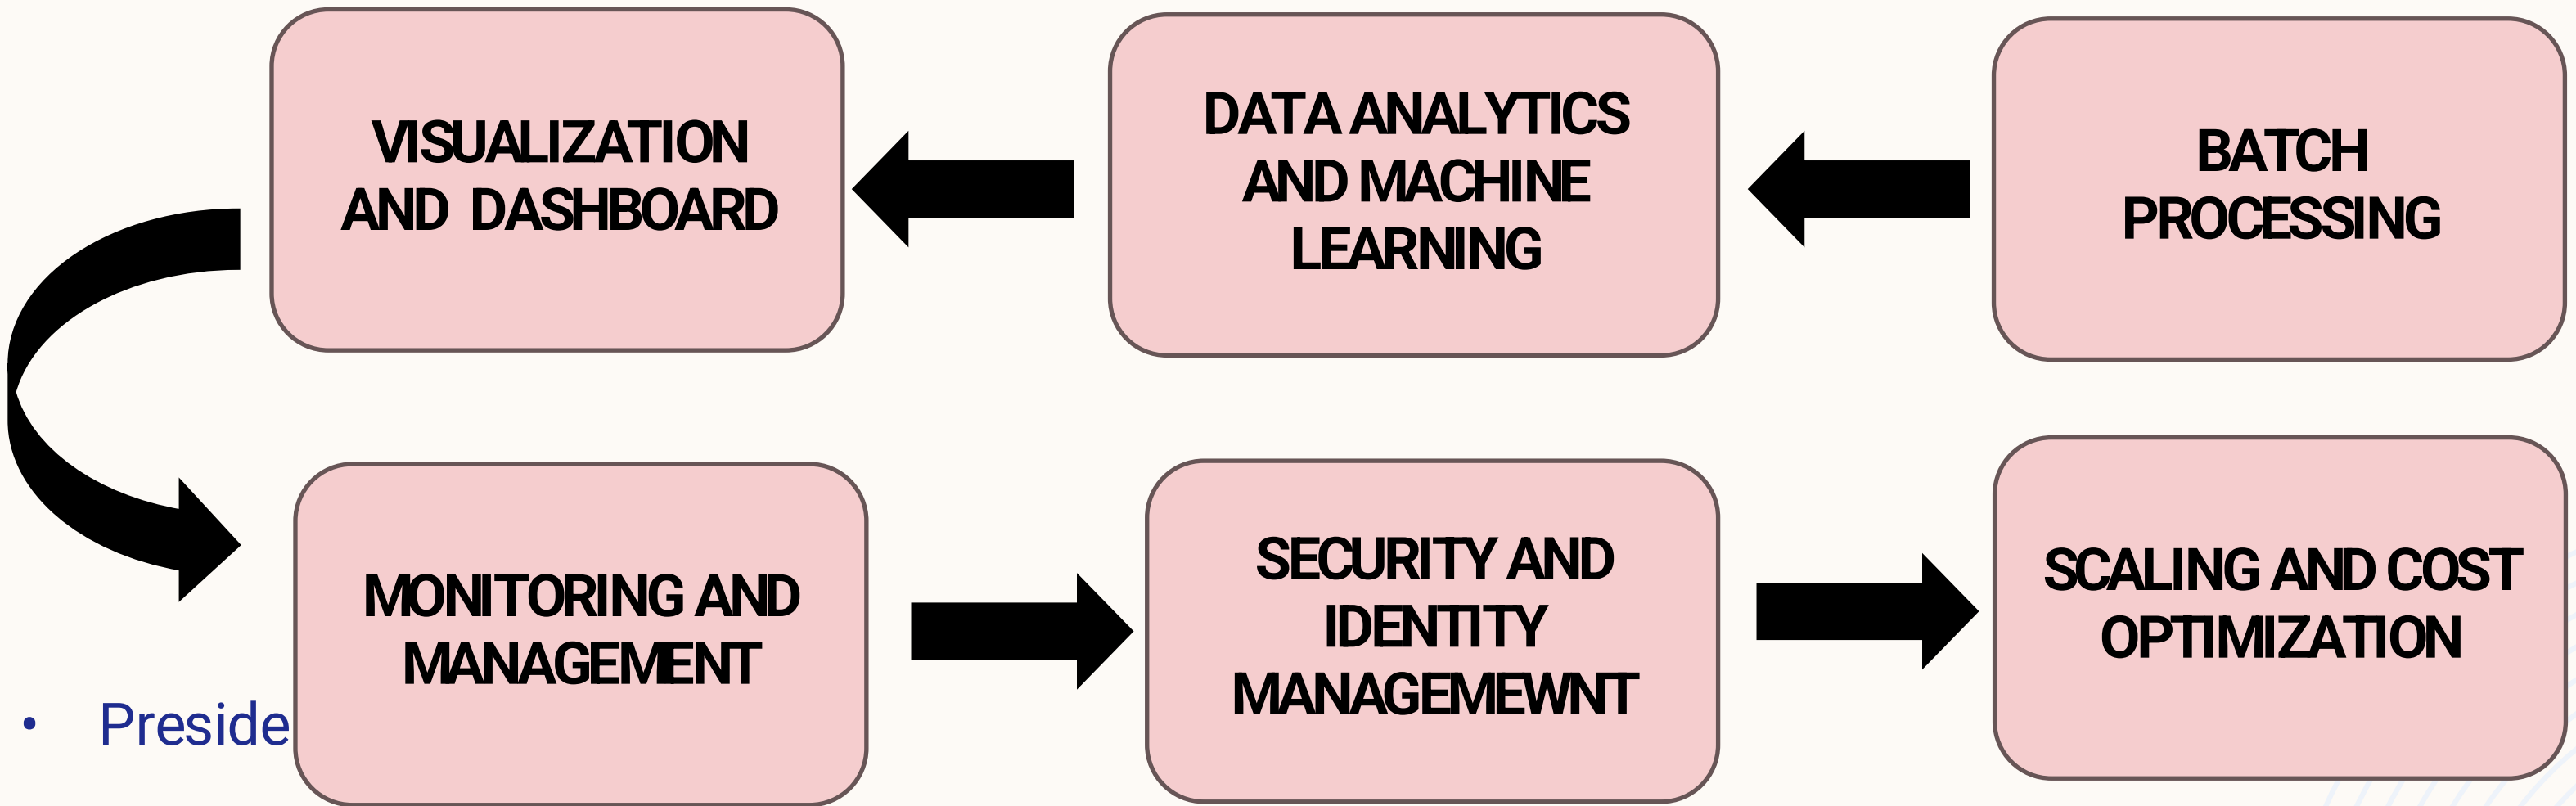 VISUALIZATION
AND DASHBOARD
DATA ANALYTICS
AND MACHINE
LEARNING
BATCH
PROCESSING
MONITORING AND
MANAGEMENT
SECURITY AND
IDENTITY
MANAGEMEWNT
SCALING AND COST
OPTIMIZATION
• Preside